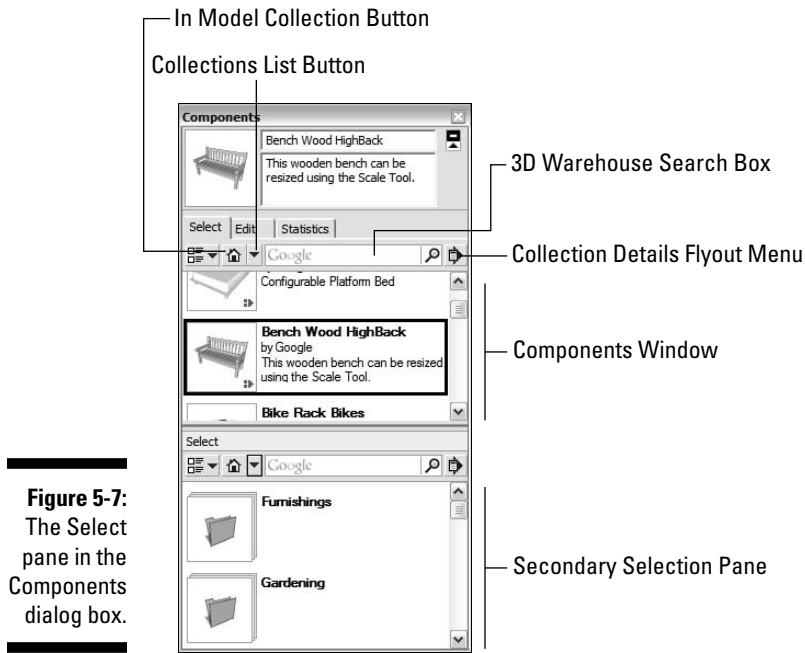 In Model Collection Button
Collections List Button
Components
Bench Wood HighBack
This wooden bench can be
resized using the Scale Tool.
3D Warehouse Search Box
Select
Edit
Statistics
Google
Collection Details Flyout Menu
Configurable Platform Bed
Bench Wood HighBack
by Google
This wooden bench can be resized
using the Scale Tool.
Components Window
Bike Rack Bikes
Select
Google
Furnishings
Gardening
Secondary Selection Pane
Figure 5-7:
The Select
pane in the
Components
dialog box.